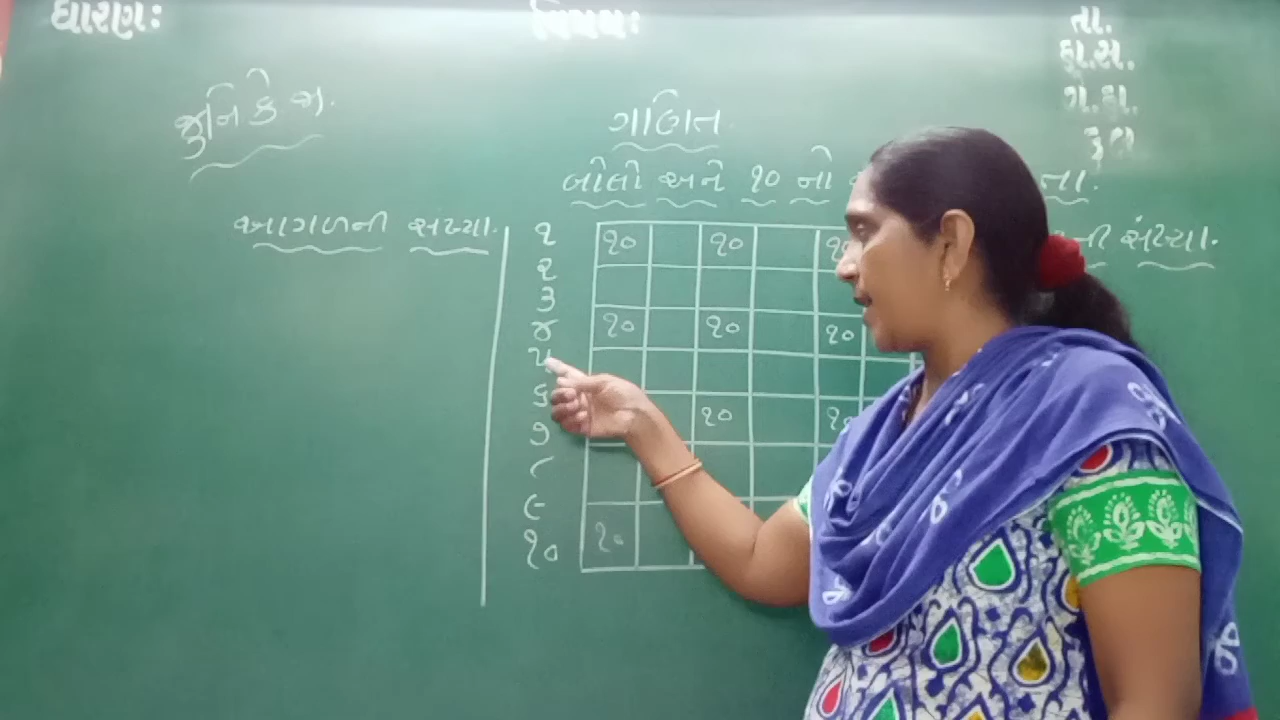 ધોરણઃ
વિષયઃ
તા.
હા.સ.
ગે.હા.
કુલ
જુનિ કે જી.
ગણિત
બોલો અને ૧૦ નો
તા.
આગળની સખ્યા.
ની સંખ્યા.
૧
૨
૩
૪
૫
૬
૭
૮
૯
૧૦
૧૦ ૧૦ ૧૦
૧૦ ૧૦ ૧૦
૧૦
૧૦